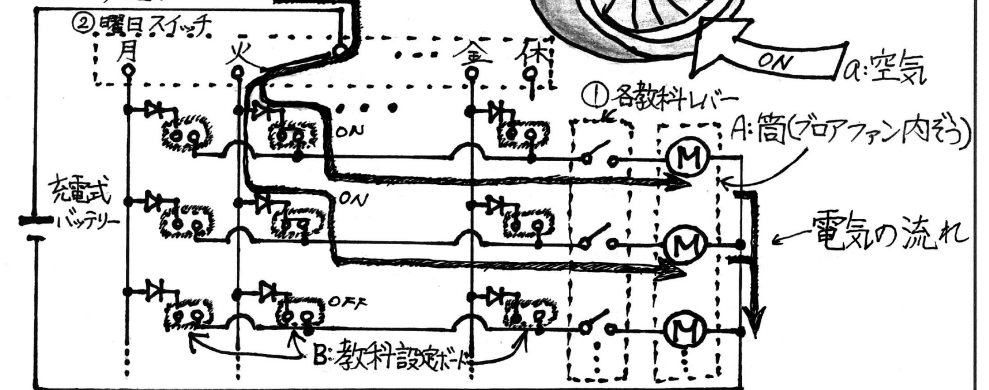 ②曜日スイッチ
月
火
金
休
ON
a:空気
①各教科レバー
A:筒(ブロアファン内ぞう)
ON
M
充電式
バッテリー
ON
M
電気の流れ
OFF
M
B:教科設定ボード